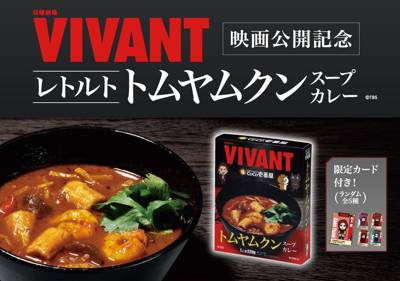 日曜劇場
VIVANT
映画公開記念
レトルト トムヤムクン スープカレー
©TBS
VIVANT
CoCo壱番屋
トムヤムクン スープカレー
限定カード
付き!
(ランダム
全5種)